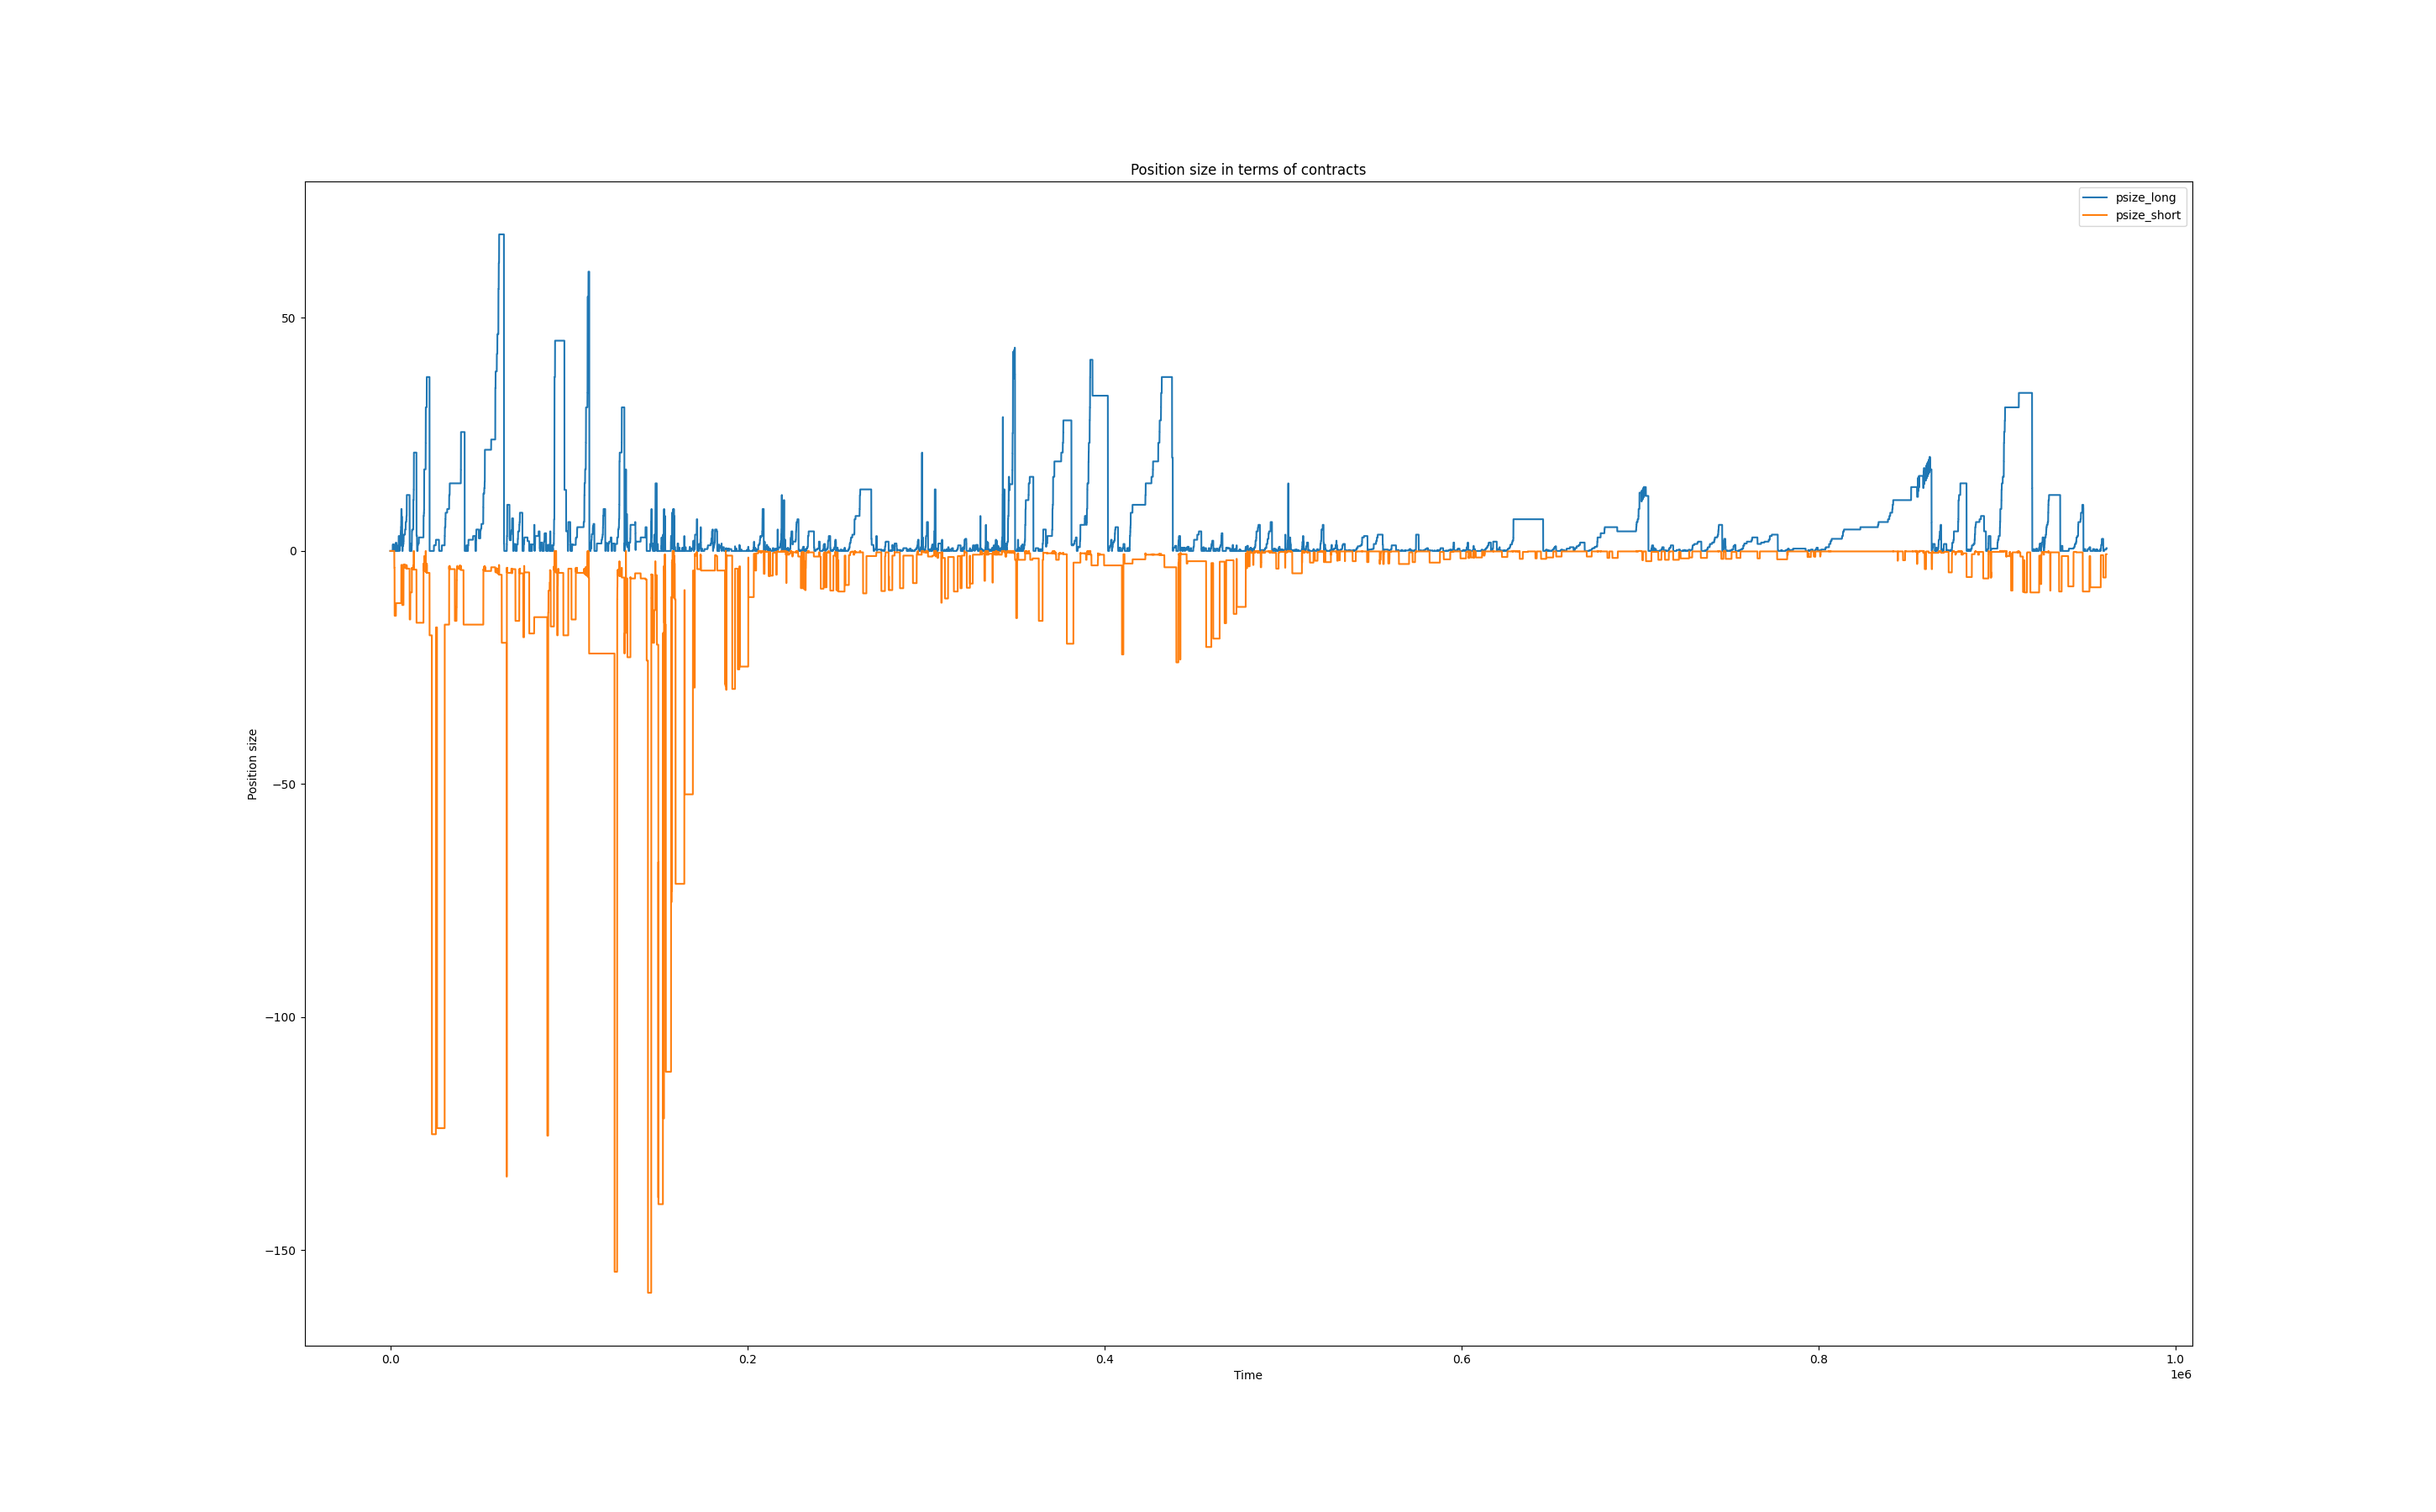 Position size in terms of contracts
psize_long
psize_short
50
0
−50
−100
−150
Position size
0.0
0.2
0.4
0.6
0.8
1.0
1e6
Time